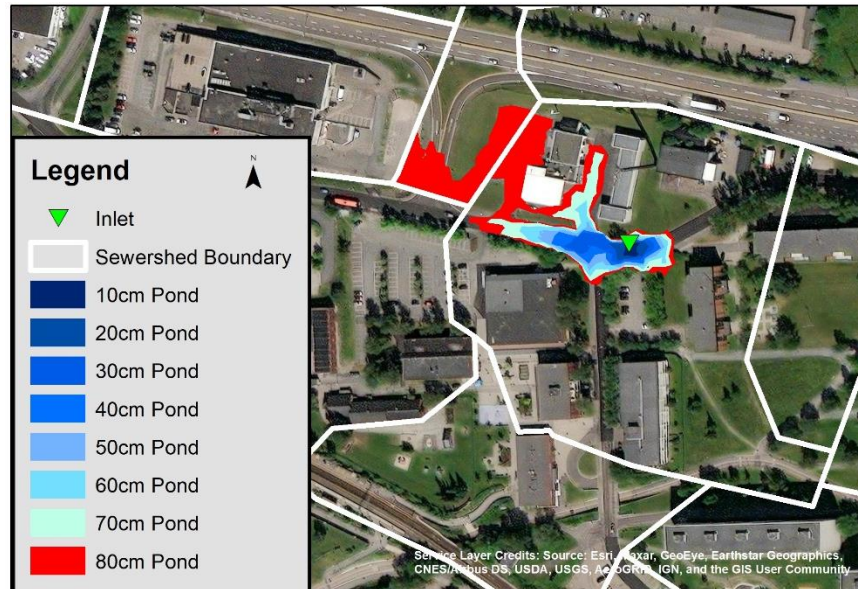 Legend
N
Inlet
Sewershed Boundary
10cm Pond
20cm Pond
30cm Pond
40cm Pond
50cm Pond
60cm Pond
70cm Pond
80cm Pond
Service Layer Credits: Source: Esri, Maxar, GeoEye, Earthstar Geographics,
CNES/Airbus DS, USDA, USGS, AeroGRID, IGN, and the GIS User Community